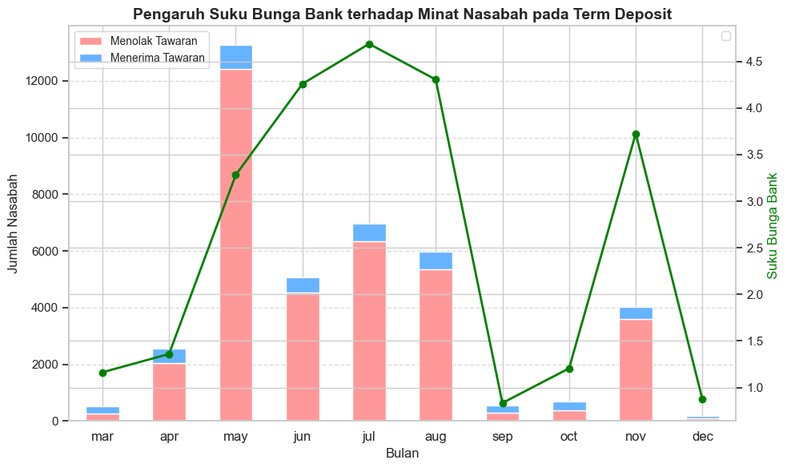 Pengaruh Suku Bunga Bank terhadap Minat Nasabah pada Term Deposit
Menolak Tawaran
Menerima Tawaran
12000
10000
8000
6000
4000
2000
0
Jumlah Nasabah
4.5
4.0
3.5
3.0
2.5
2.0
1.5
1.0
Suku Bunga Bank
mar apr may jun jul aug sep oct nov dec
Bulan